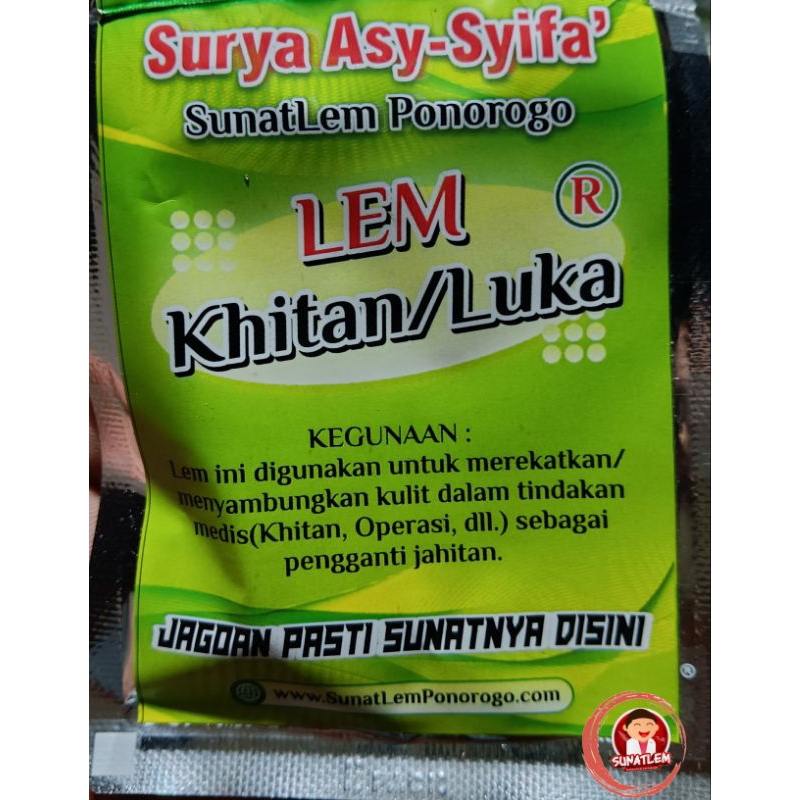 Surya Asy-Syifa'
SunatLem Ponorogo
LEM ®
Khitan/Luka
KEGUNAAN :
Lem ini digunakan untuk merekatkan/
menyambungkan kulit dalam tindakan
medis(Khitan, Operasi, dll.) sebagai
pengganti jahitan.
JAGOAN PASTI SUNATNYA DISINI
www.SunatLemPonorogo.com
®
SUNATLEM